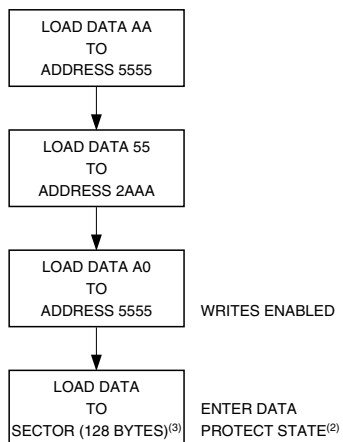 LOAD DATA AA
TO
ADDRESS 5555
LOAD DATA 55
TO
ADDRESS 2AAA
LOAD DATA A0
TO
ADDRESS 5555
WRITES ENABLED
LOAD DATA
TO
SECTOR (128 BYTES)(3)
ENTER DATA
PROTECT STATE(2)